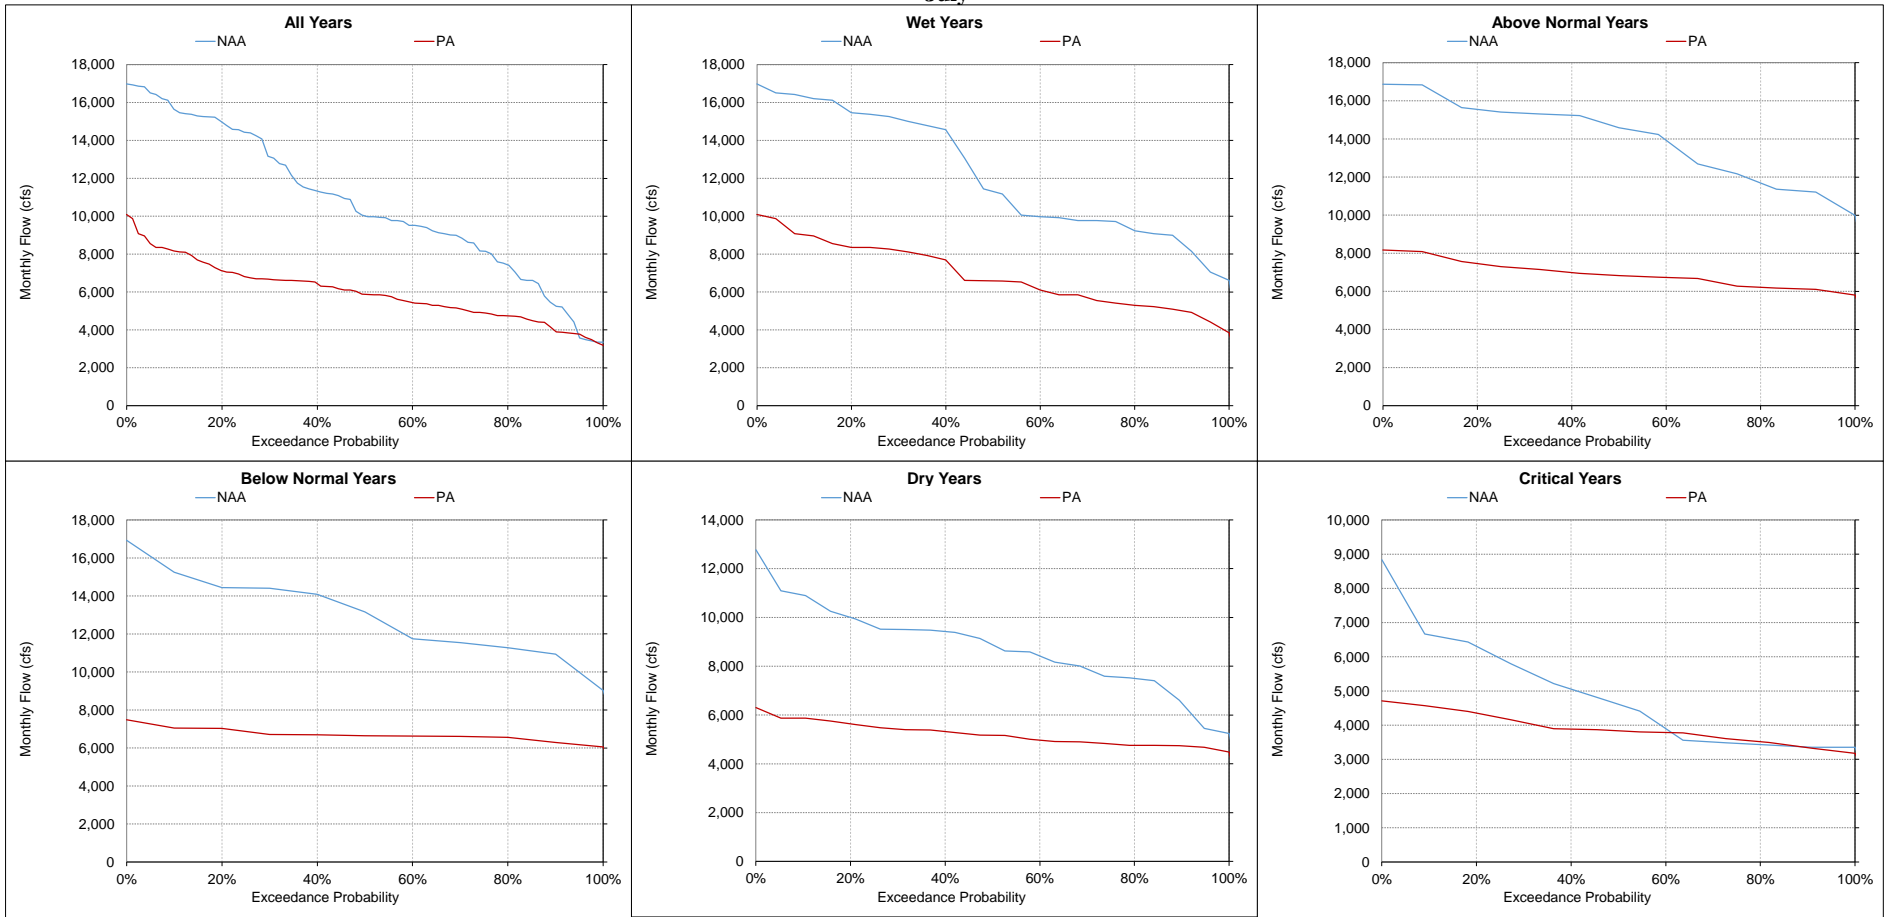 July
All Years
NAA PA
18,000
16,000
14,000
12,000
10,000
8,000
6,000
4,000
2,000
0
0% 20% 40% 60% 80% 100%
Monthly Flow (cfs)
Exceedance Probability
Wet Years
NAA PA
18,000
16,000
14,000
12,000
10,000
8,000
6,000
4,000
2,000
0
0% 20% 40% 60% 80% 100%
Monthly Flow (cfs)
Exceedance Probability
Above Normal Years
NAA PA
18,000
16,000
14,000
12,000
10,000
8,000
6,000
4,000
2,000
0
0% 20% 40% 60% 80% 100%
Monthly Flow (cfs)
Exceedance Probability
Below Normal Years
NAA PA
18,000
16,000
14,000
12,000
10,000
8,000
6,000
4,000
2,000
0
0% 20% 40% 60% 80% 100%
Monthly Flow (cfs)
Exceedance Probability
Dry Years
NAA PA
14,000
12,000
10,000
8,000
6,000
4,000
2,000
0
0% 20% 40% 60% 80% 100%
Monthly Flow (cfs)
Exceedance Probability
Critical Years
NAA PA
10,000
9,000
8,000
7,000
6,000
5,000
4,000
3,000
2,000
1,000
0
0% 20% 40% 60% 80% 100%
Monthly Flow (cfs)
Exceedance Probability